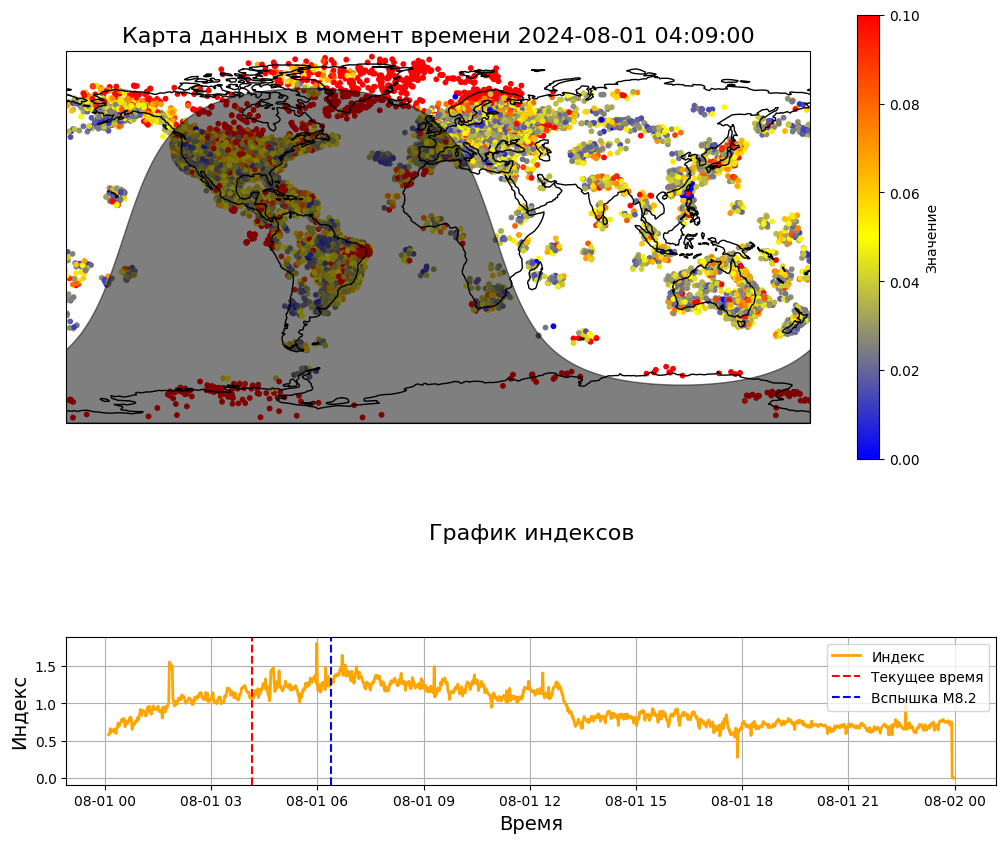 Карта данных в момент времени 2024-08-01 04:09:00
0.10
0.08
0.06
0.04
0.02
0.00
Значение
График индексов
Индекс
1.5
1.0
0.5
0.0
Индекс
Текущее время
Вспышка M8.2
08-01 00
08-01 03
08-01 06
08-01 09
08-01 12
08-01 15
08-01 18
08-01 21
08-02 00
Время